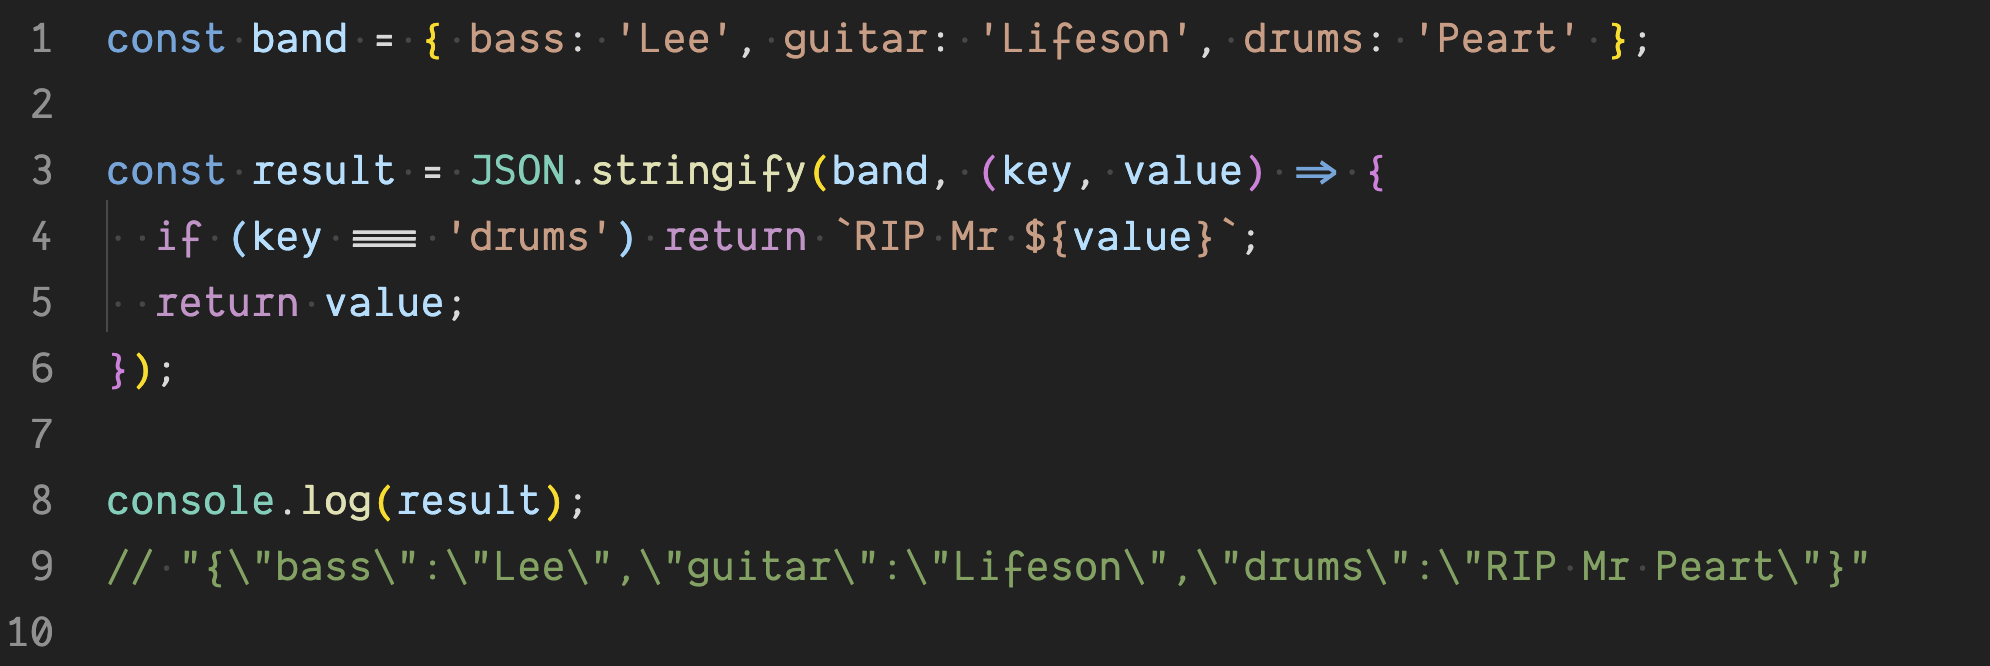 1 const band = { bass: 'Lee', guitar: 'Lifeson', drums: 'Peart' };
2
3 const result = JSON.stringify(band, (key, value) => {
4   if (key === 'drums') return `RIP Mr ${value}`;
5   return value;
6 });
7
8 console.log(result);
9 // "{\"bass\":\"Lee\",\"guitar\":\"Lifeson\",\"drums\":\"RIP Mr Peart\"}"
10